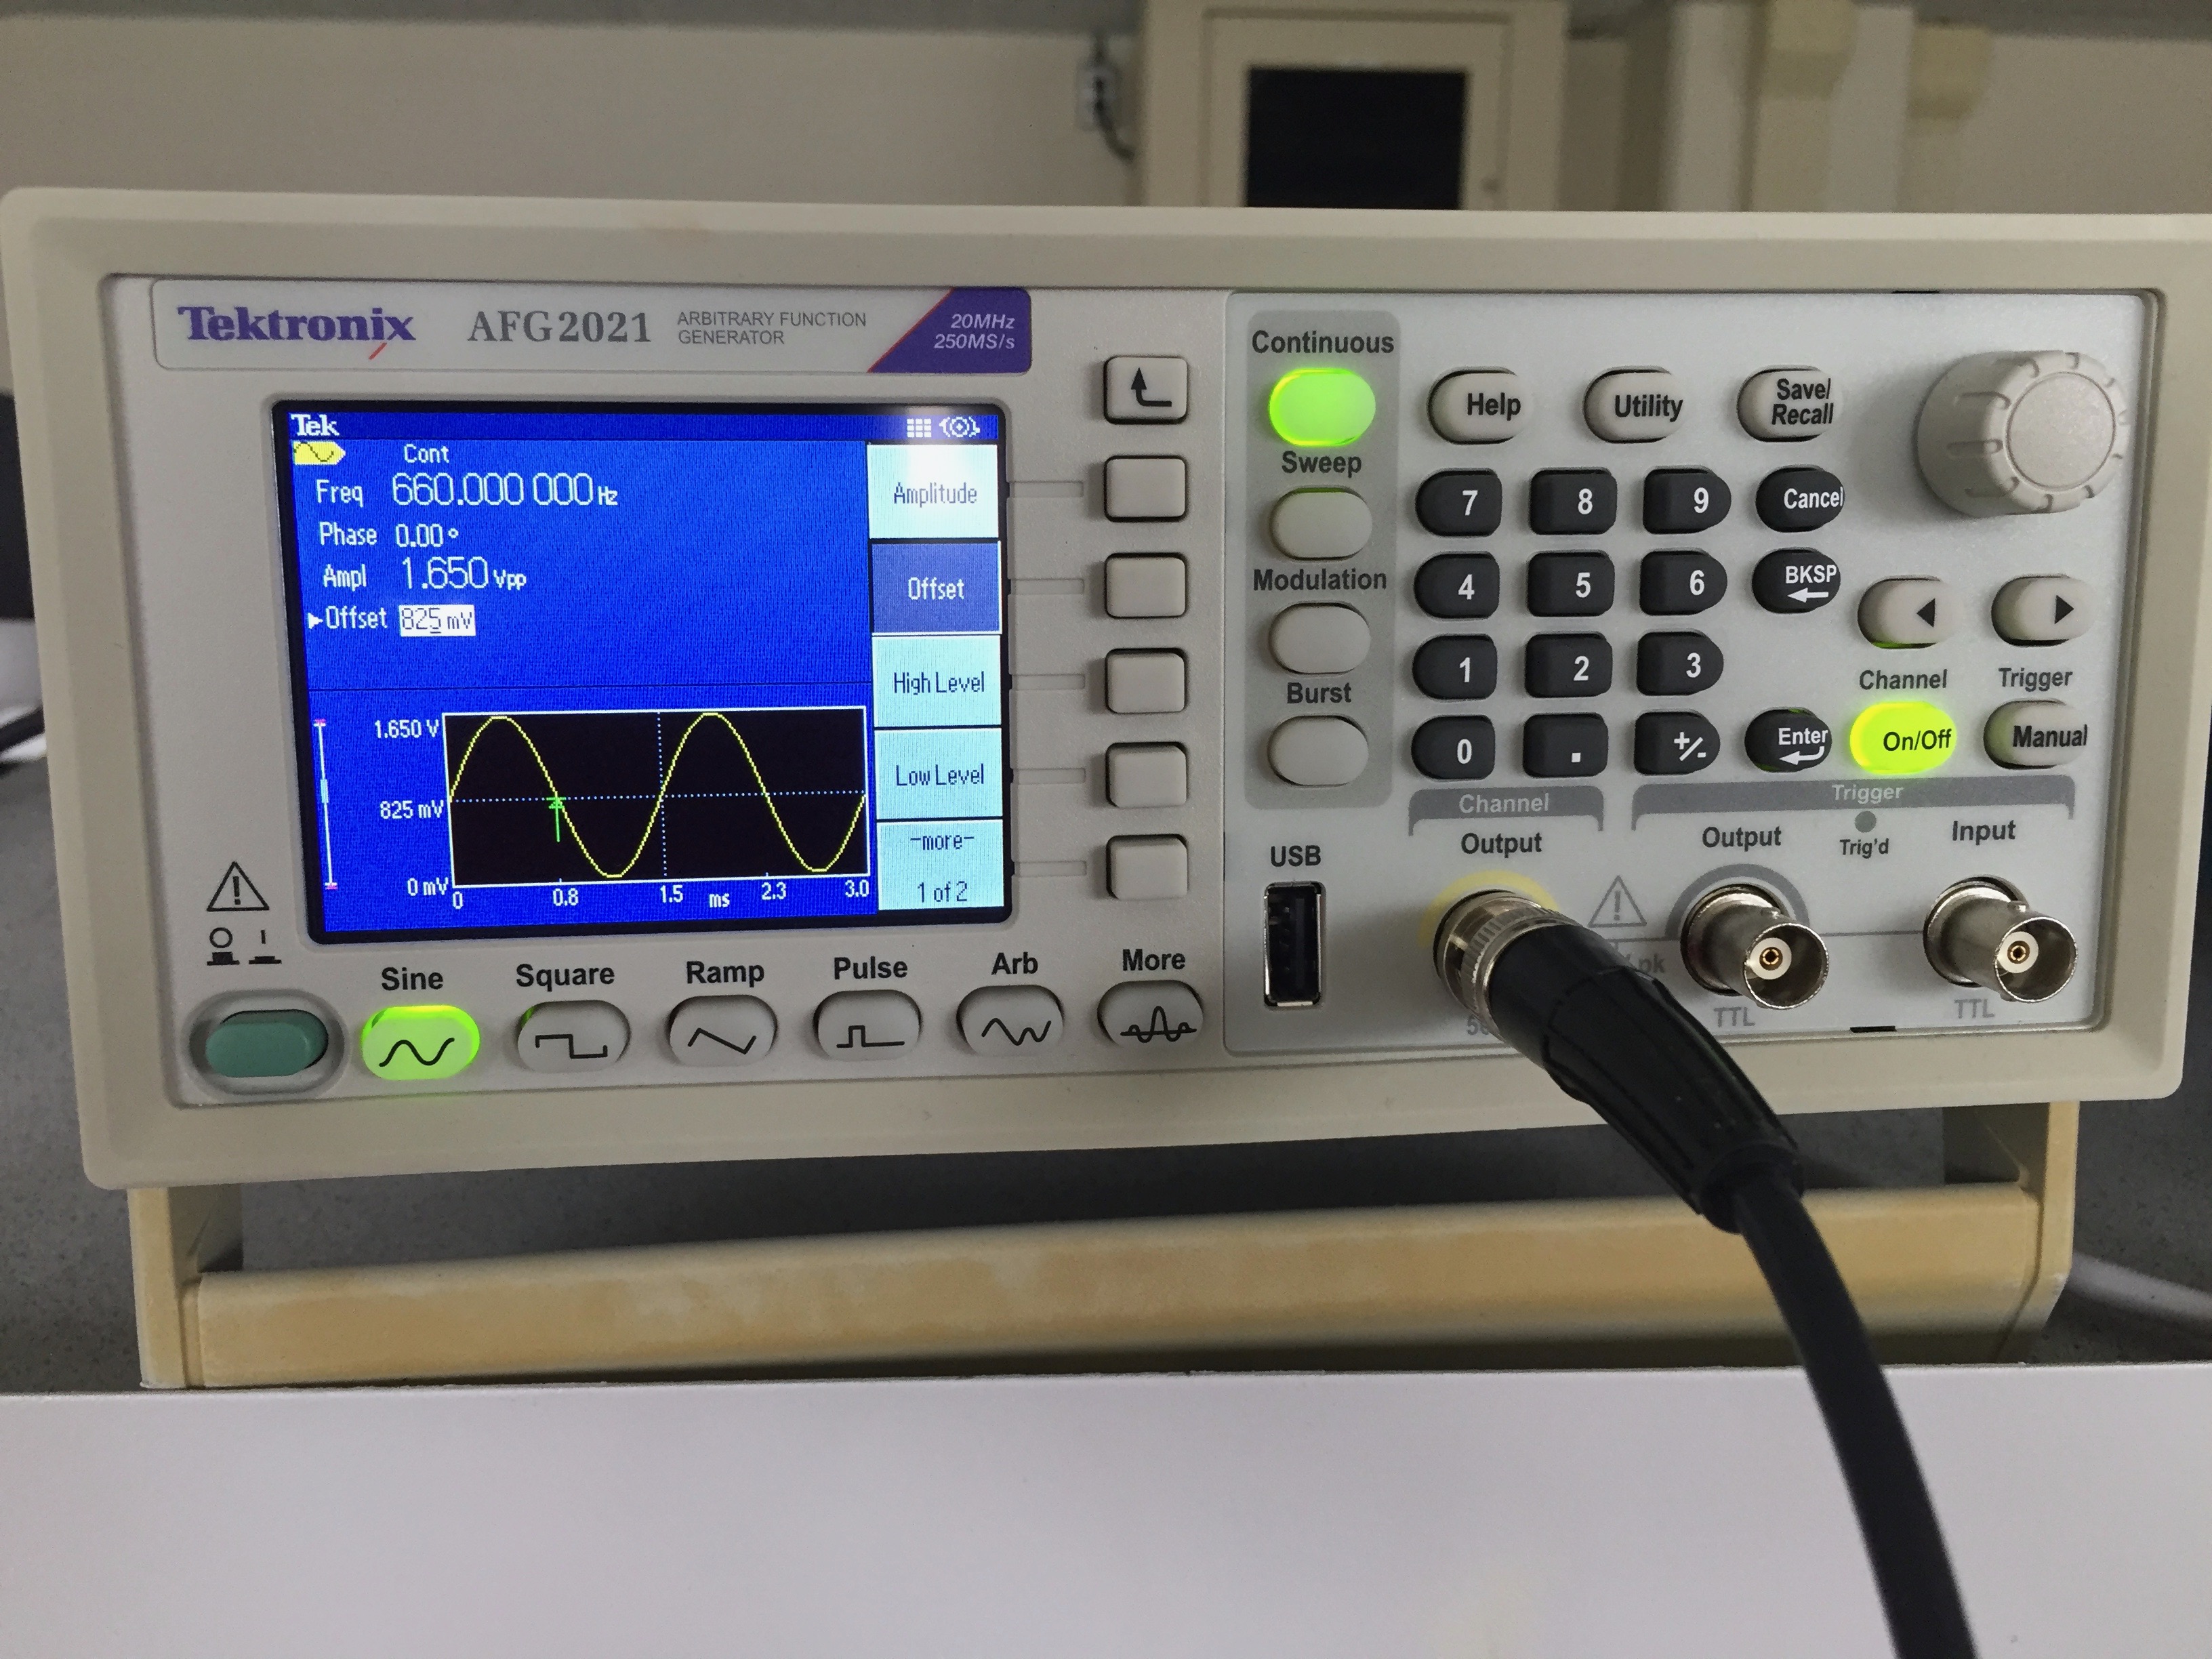 Tektronix AFG2021 ARBITRARY FUNCTION GENERATOR 20MHz 250MS/s
Tek
Cont
Freq 660.000 000 Hz
Phase 0.00 °
Ampl 1.650 Vpp
▶Offset 825 mV
1.650 V
825 mV
0 mV
0 0.8 1.5 ms 2.3 3.0
Amplitude
Offset
High Level
Low Level
-more-
1 of 2
Sine Square Ramp Pulse Arb More
Continuous
Sweep
Modulation
Burst
Help Utility Save/ Recall
7 8 9 Cancel
4 5 6 BKSP
1 2 3
0 . +/- Enter
Channel Trigger
On/Off Manual
Channel
Output
Trigger
Output Trig'd Input
USB
TTL TTL